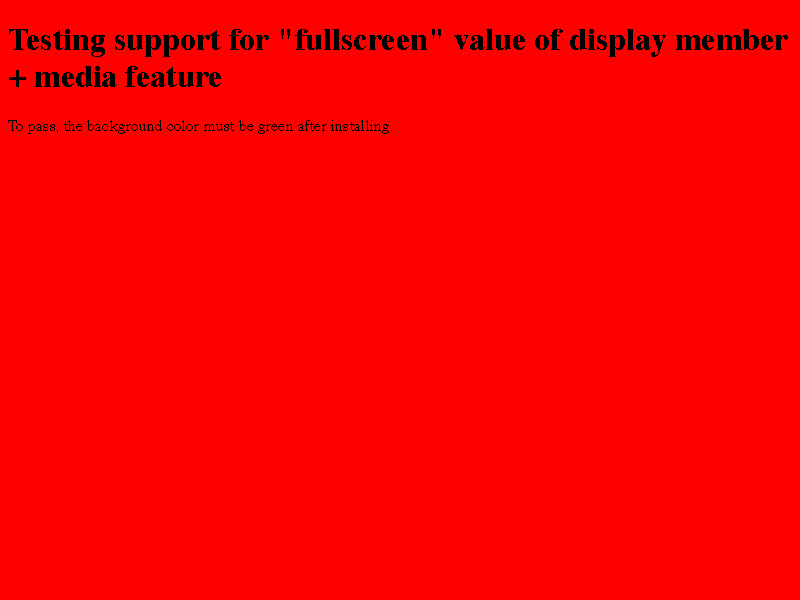 Testing support for "fullscreen" value of display member
+ media feature
To pass, the background color must be green after installing.